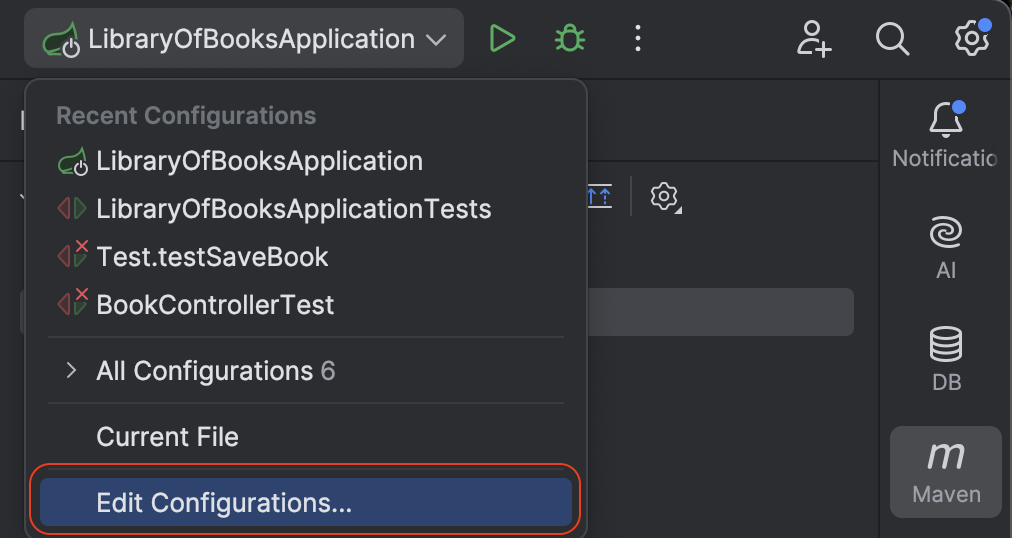 LibraryOfBooksApplication
Recent Configurations
LibraryOfBooksApplication
LibraryOfBooksApplicationTests
Test.testSaveBook
BookControllerTest
All Configurations 6
Current File
Edit Configurations...
Notificatio
AI
DB
m
Maven